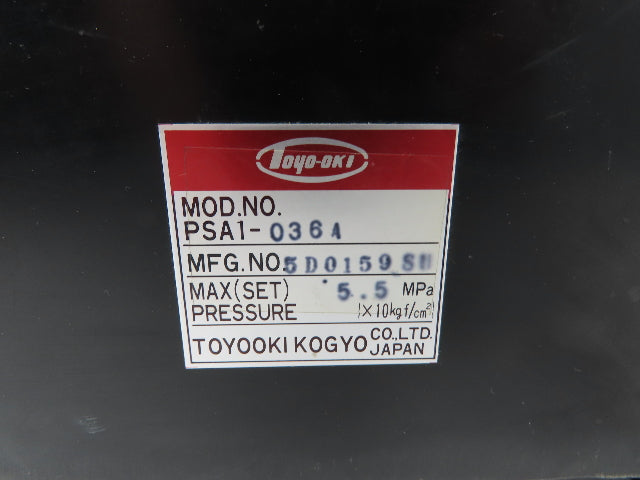 TOYO-OKI
MOD.NO.
PSA1-036A
MFG.NO. 5D0159
MAX(SET) 5.5 MPa
PRESSURE (×10kgf/cm²)
TOYOOKI KOGYO CO.,LTD. JAPAN